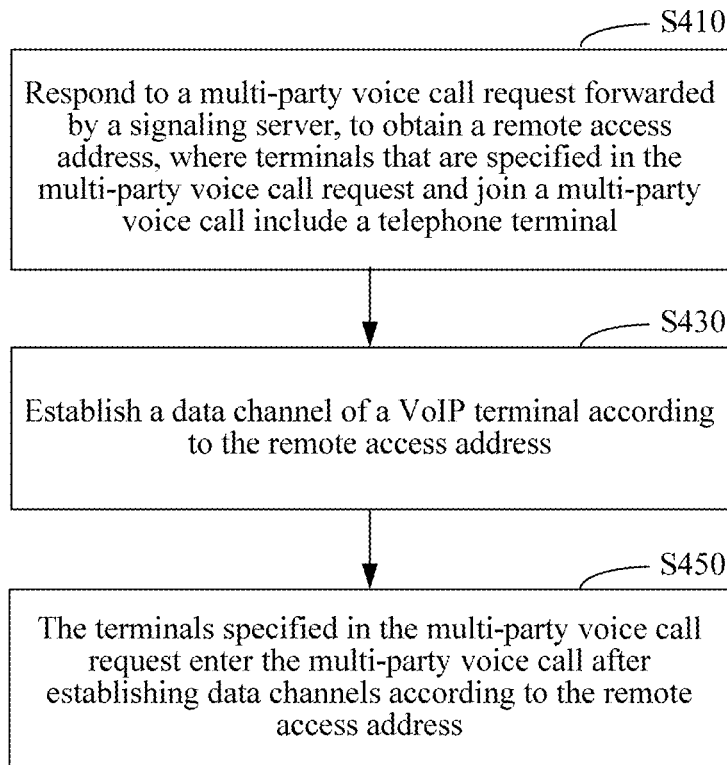 S410
Respond to a multi-party voice call request forwarded
by a signaling server, to obtain a remote access
address, where terminals that are specified in the
multi-party voice call request and join a multi-party
voice call include a telephone terminal
S430
Establish a data channel of a VoIP terminal according
to the remote access address
S450
The terminals specified in the multi-party voice call
request enter the multi-party voice call after
establishing data channels according to the remote
access address